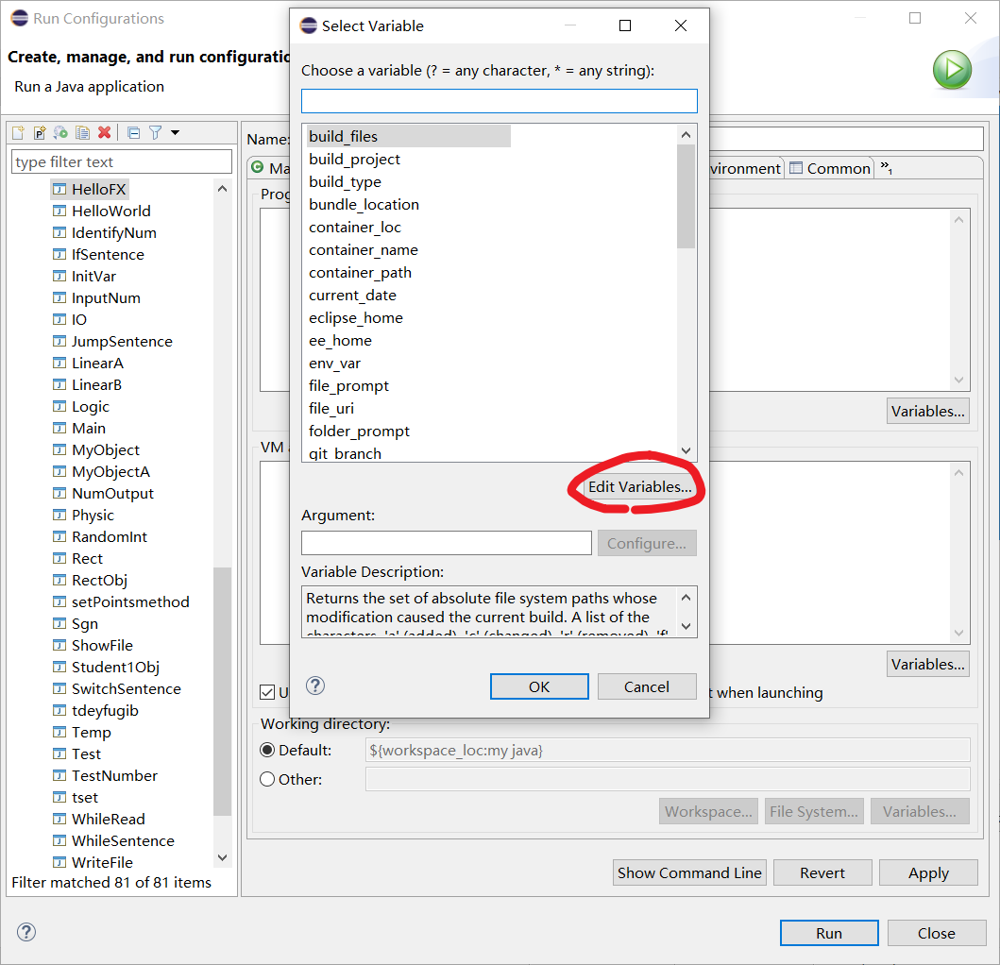 Run Configurations
Create, manage, and run configuratio
Run a Java application
type filter text
HelloFX
HelloWorld
IdentifyNum
IfSentence
InitVar
InputNum
IO
JumpSentence
LinearA
LinearB
Logic
Main
MyObject
MyObjectA
NumOutput
Physic
RandomInt
Rect
RectObj
setPointsmethod
Sgn
ShowFile
Student1Obj
SwitchSentence
tdeyfugib
Temp
Test
TestNumber
tset
WhileRead
WhileSentence
WriteFile
Filter matched 81 of 81 items
Name:
Ma
vironment
Common
»1
Prog
Variables...
VM a
Variables...
U
t when launching
Working directory:
Default:
${workspace_loc:my java}
Other:
Workspace...
File System...
Variables...
Show Command Line
Revert
Apply
Run
Close
Select Variable
Choose a variable (? = any character, * = any string):
build_files
build_project
build_type
bundle_location
container_loc
container_name
container_path
current_date
eclipse_home
ee_home
env_var
file_prompt
file_uri
folder_prompt
git_branch
Edit Variables...
Argument:
Configure...
Variable Description:
Returns the set of absolute file system paths whose
modification caused the current build. A list of the
characters, 'a' (added), 'c' (changed), 'r' (removed), 'f'
OK
Cancel